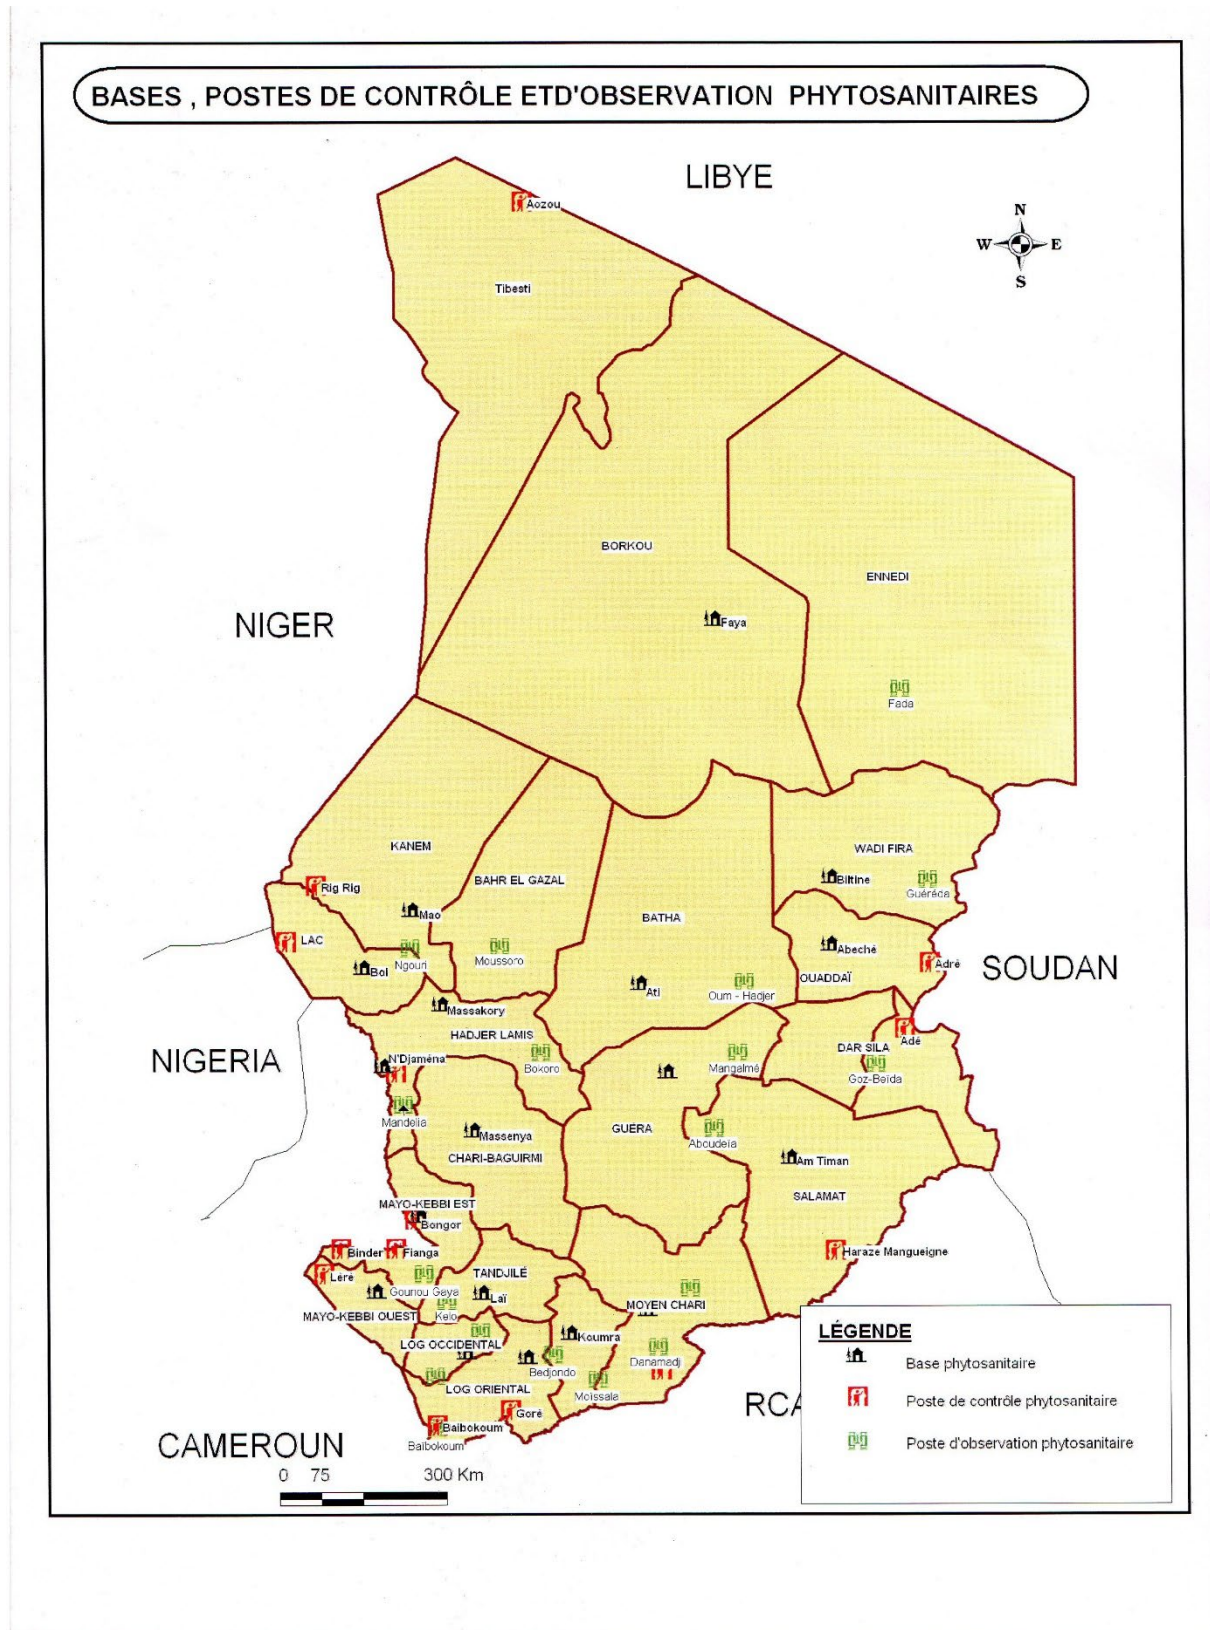 BASES , POSTES DE CONTRÔLE ETD'OBSERVATION PHYTOSANITAIRES
LIBYE
N
W E
S
Aozou
Tibesti
BORKOU
ENNEDI
NIGER
Faya
Fada
KANEM
WADI FIRA
BAHR EL GAZAL
Biltine
Rig Rig
Guéréda
Mao
BATHA
LAC
Abeché
Ngouri
Moussoro
Adré
SOUDAN
Bol
OUADDAÏ
Ati
Oum - Hadjer
Massakory
HADJER LAMIS
Adé
DAR SILA
NIGERIA
N'Djaména
Bokoro
Mangalmé
Goz-Beïda
Mandelia
GUERA
Massenya
Aboudeia
CHARI-BAGUIRMI
Am Timan
SALAMAT
MAYO-KEBBI EST
Bongor
Binder
Fianga
Haraze Mangueigne
Léré
TANDJILÉ
Gounou Gaya
Laï
Kelo
MOYEN CHARI
MAYO-KEBBI OUEST
Koumra
LOG OCCIDENTAL
Danamadj
Bedjondo
LOG ORIENTAL
Moïssala
Goré
Baïbokoum
Baïbokoum
RCA
CAMEROUN
0 75 300 Km
LÉGENDE
Base phytosanitaire
Poste de contrôle phytosanitaire
Poste d'observation phytosanitaire